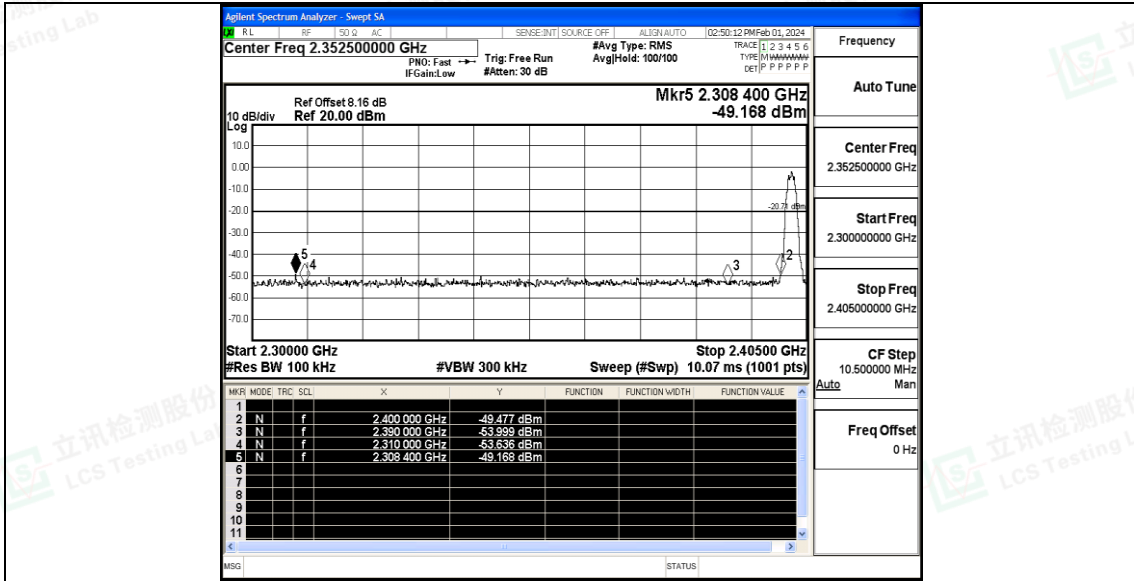 Agilent Spectrum Analyzer - Swept SA
RL RF 50 Ω AC SENSE:INT SOURCE OFF ALIGNAUTO 02:50:12 PM Feb 01, 2024
Center Freq 2.352500000 GHz
PNO: Fast
IFGain:Low
Trig: Free Run
#Atten: 30 dB
#Avg Type: RMS
Avg|Hold: 100/100
TRACE 1 2 3 4 5 6
TYPE M WWWWW
DET P P P P P P
Ref Offset 8.16 dB
Ref 20.00 dBm
10 dB/div
Log
Mkr5 2.308 400 GHz
-49.168 dBm
10.0
0.00
-10.0
-20.0
-30.0
-40.0
-50.0
-60.0
-70.0
-20.71 dBm
5
4
3
2
Start 2.30000 GHz
Stop 2.40500 GHz
#Res BW 100 kHz
#VBW 300 kHz
Sweep (#Swp) 10.07 ms (1001 pts)
MKR MODE TRC SCL X Y FUNCTION FUNCTION WIDTH FUNCTION VALUE
1
2 N f 2.400 000 GHz -49.477 dBm
3 N f 2.390 000 GHz -53.999 dBm
4 N f 2.310 000 GHz -53.636 dBm
5 N f 2.308 400 GHz -49.168 dBm
6
7
8
9
10
11
MSG
STATUS
Frequency
Auto Tune
Center Freq
2.352500000 GHz
Start Freq
2.300000000 GHz
Stop Freq
2.405000000 GHz
CF Step
10.500000 MHz
Auto Man
Freq Offset
0 Hz
立讯检测股份
LCS Testing Lab
立讯检测股份
LCS Testing L
sting Lab
LCS